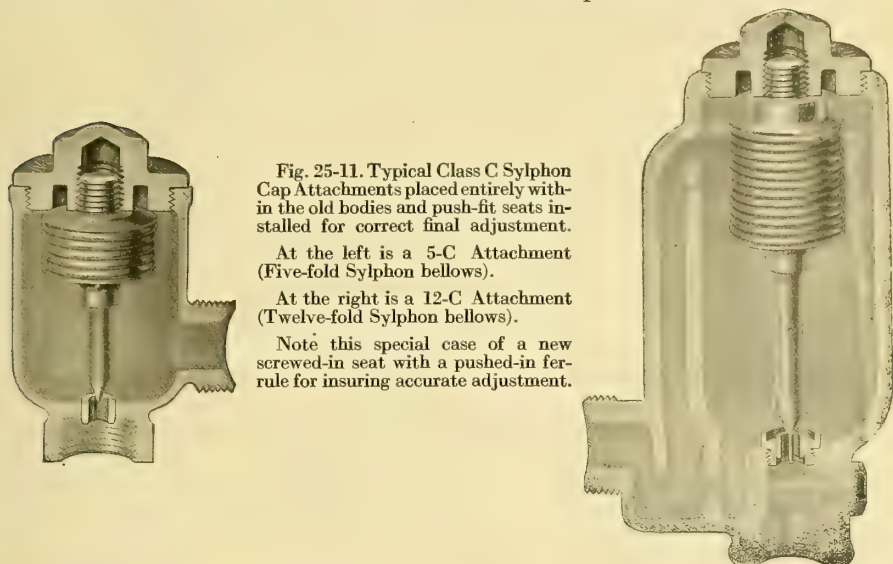 Fig. 25-11. Typical Class C Sylphon
Cap Attachments placed entirely with-
in the old bodies and push-fit seats in-
stalled for correct final adjustment.
At the left is a 5-C Attachment
(Five-fold Sylphon bellows).
At the right is a 12-C Attachment
(Twelve-fold Sylphon bellows).
Note this special case of a new
screwed-in seat with a pushed-in fer-
rule for insuring accurate adjustment.